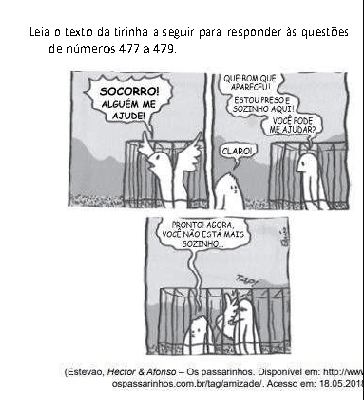 Leia o texto da tirinha a seguir para responder às questões
de números 477 a 479.
SOCORRO!
ALGUÉM ME
AJUDE!
QUE BOM QUE
APARECEU!
ESTOU PRESO E
SOZINHO AQUI!
VOCÊ PODE
ME AJUDAR?
CLARO!
PRONTO! AGORA,
VOCÊ NÃO ESTÁ MAIS
SOZINHO...
(Estevão, Hector & Afonso – Os passarinhos. Disponível em: http://www
ospassarinhos.com.br/tag/amizade/. Acesso em: 18.05.2018